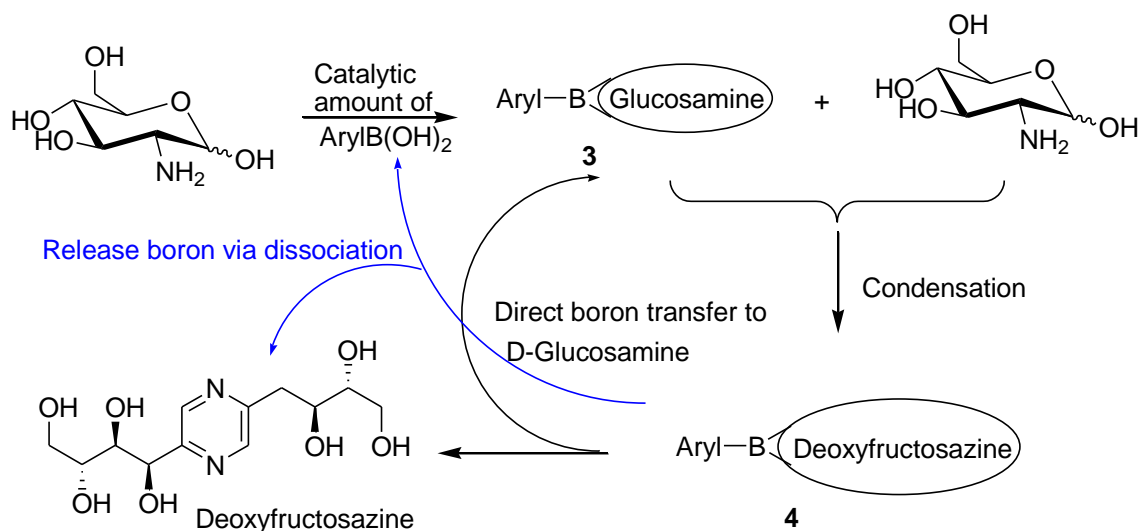 OH
HO
HO
O
NH2
OH
Catalytic
amount of
ArylB(OH)2
Aryl
B
Glucosamine
3
+
OH
HO
HO
O
NH2
OH
Release boron via dissociation
Direct boron transfer to
D-Glucosamine
Condensation
OH
OH
OH
OH
OH
N
N
OH
OH
OH
Deoxyfructosazine
Aryl
B
Deoxyfructosazine
4